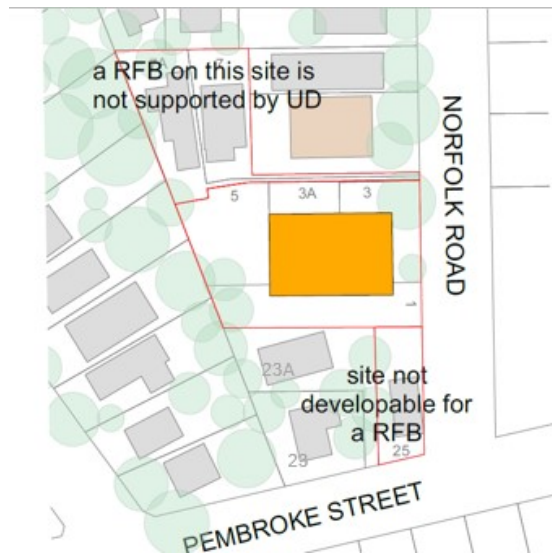 a RFB on this site is
not supported by UD
7
NORFOLK ROAD
5
3A
3
1
23A
site not
developable for
a RFB
23
25
PEMBROKE STREET